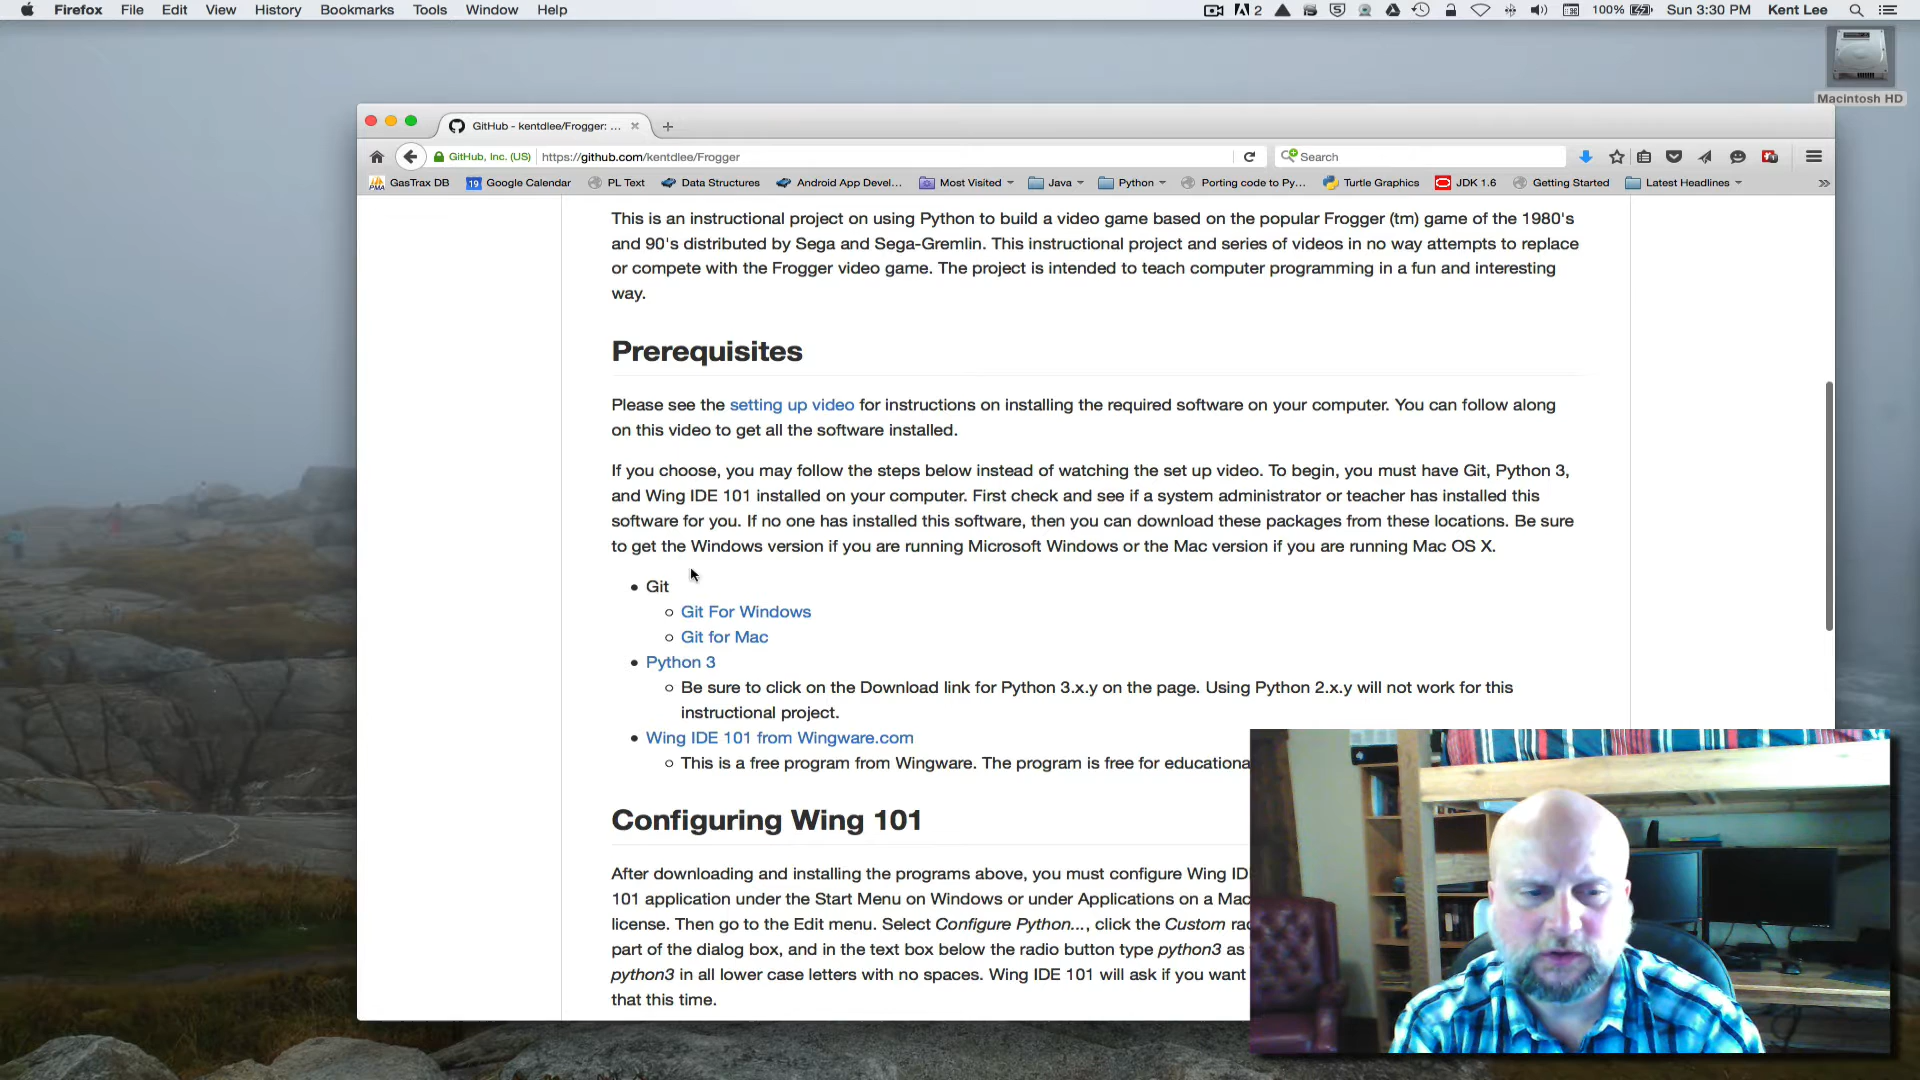 Firefox File Edit View History Bookmarks Tools Window Help 2 100% Sun 3:30 PM Kent Lee
Macintosh HD
GitHub - kentdlee/Frogger: ...
GitHub, Inc. (US) https://github.com/kentdlee/Frogger Search
GasTrax DB 19 Google Calendar PL Text Data Structures Android App Devel... Most Visited Java Python Porting code to Py... Turtle Graphics JDK 1.6 Getting Started Latest Headlines
This is an instructional project on using Python to build a video game based on the popular Frogger (tm) game of the 1980's
and 90's distributed by Sega and Sega-Gremlin. This instructional project and series of videos in no way attempts to replace
or compete with the Frogger video game. The project is intended to teach computer programming in a fun and interesting
way.
Prerequisites
Please see the setting up video for instructions on installing the required software on your computer. You can follow along
on this video to get all the software installed.
If you choose, you may follow the steps below instead of watching the set up video. To begin, you must have Git, Python 3,
and Wing IDE 101 installed on your computer. First check and see if a system administrator or teacher has installed this
software for you. If no one has installed this software, then you can download these packages from these locations. Be sure
to get the Windows version if you are running Microsoft Windows or the Mac version if you are running Mac OS X.
• Git
Git For Windows
Git for Mac
• Python 3
Be sure to click on the Download link for Python 3.x.y on the page. Using Python 2.x.y will not work for this
instructional project.
• Wing IDE 101 from Wingware.com
This is a free program from Wingware. The program is free for educationa
Configuring Wing 101
After downloading and installing the programs above, you must configure Wing ID
101 application under the Start Menu on Windows or under Applications on a Mac
license. Then go to the Edit menu. Select Configure Python..., click the Custom rad
part of the dialog box, and in the text box below the radio button type python3 as
python3 in all lower case letters with no spaces. Wing IDE 101 will ask if you want
that this time.